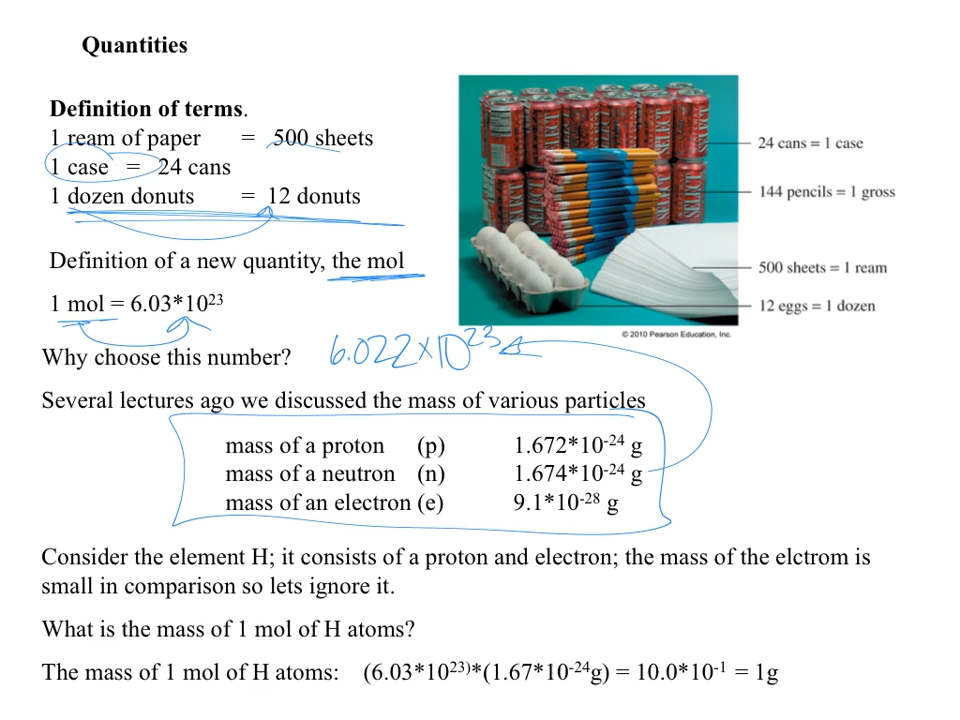 Quantities
Definition of terms.
1 ream of paper = 500 sheets
1 case = 24 cans
1 dozen donuts = 12 donuts
24 cans = 1 case
144 pencils = 1 gross
500 sheets = 1 ream
12 eggs = 1 dozen
SELECT SELECT SELECT SELECT
© 2010 Pearson Education, Inc.
Definition of a new quantity, the mol
1 mol = 6.03*10²³
6.022×10²³
Why choose this number?
Several lectures ago we discussed the mass of various particles
mass of a proton (p) 1.672*10⁻²⁴ g
mass of a neutron (n) 1.674*10⁻²⁴ g
mass of an electron (e) 9.1*10⁻²⁸ g
Consider the element H; it consists of a proton and electron; the mass of the elctrom is
small in comparison so lets ignore it.
What is the mass of 1 mol of H atoms?
The mass of 1 mol of H atoms: (6.03*10²³⁾*(1.67*10⁻²⁴g) = 10.0*10⁻¹ = 1g